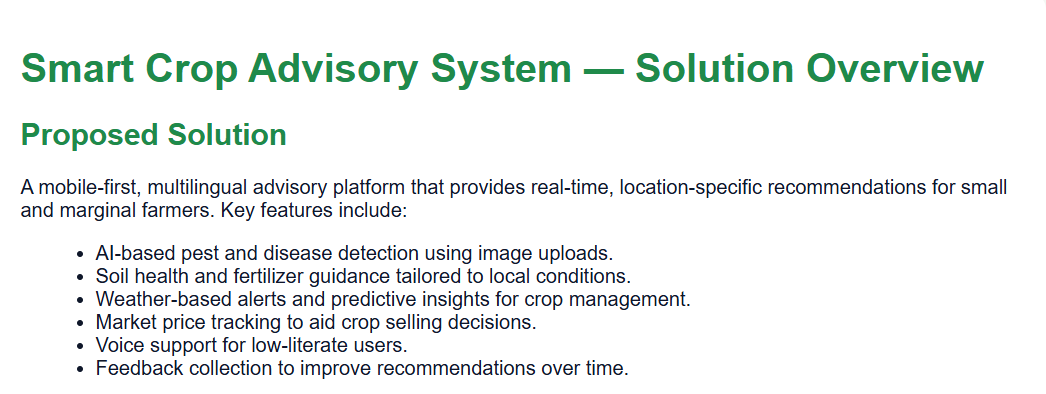 Smart Crop Advisory System — Solution Overview
Proposed Solution
A mobile-first, multilingual advisory platform that provides real-time, location-specific recommendations for small
and marginal farmers. Key features include:
• AI-based pest and disease detection using image uploads.
• Soil health and fertilizer guidance tailored to local conditions.
• Weather-based alerts and predictive insights for crop management.
• Market price tracking to aid crop selling decisions.
• Voice support for low-literate users.
• Feedback collection to improve recommendations over time.